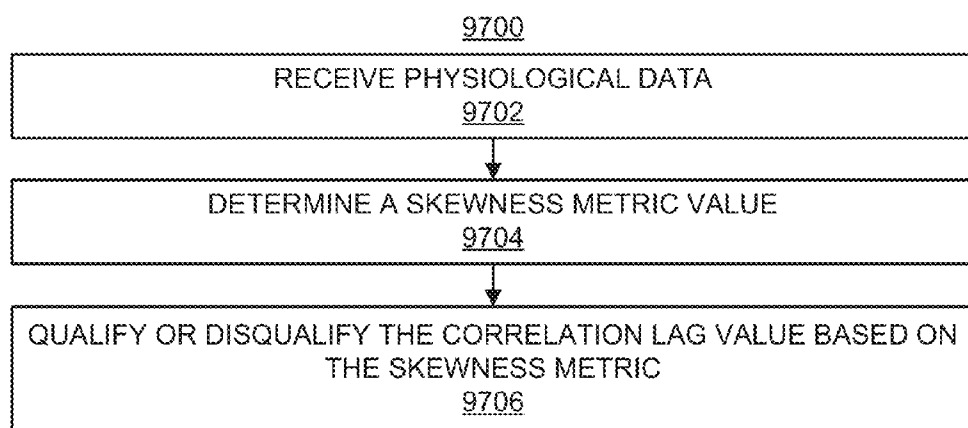 9700
RECEIVE PHYSIOLOGICAL DATA
9702
DETERMINE A SKEWNESS METRIC VALUE
9704
QUALIFY OR DISQUALIFY THE CORRELATION LAG VALUE BASED ON
THE SKEWNESS METRIC
9706